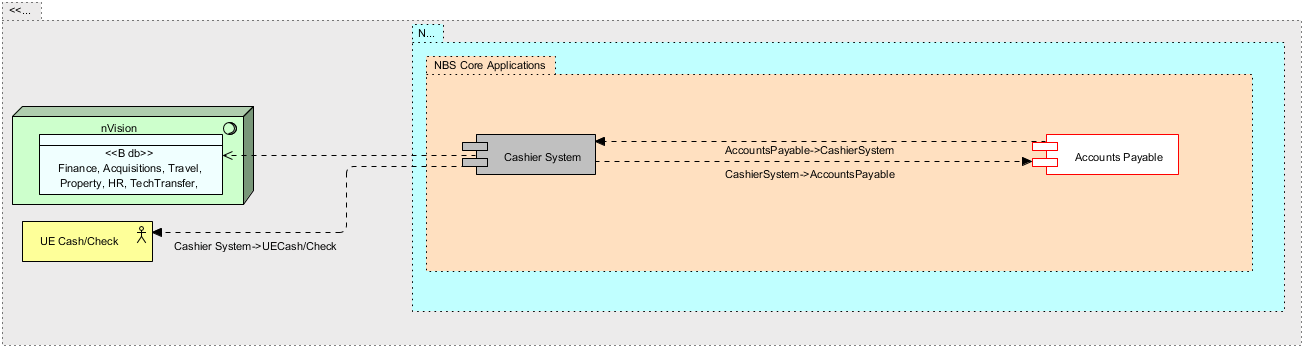 <<...
N...
NBS Core Applications
nVision
<<B db>>
Finance, Acquisitions, Travel,
Property, HR, TechTransfer,
Cashier System
AccountsPayable->CashierSystem
CashierSystem->AccountsPayable
Accounts Payable
UE Cash/Check
Cashier System->UECash/Check